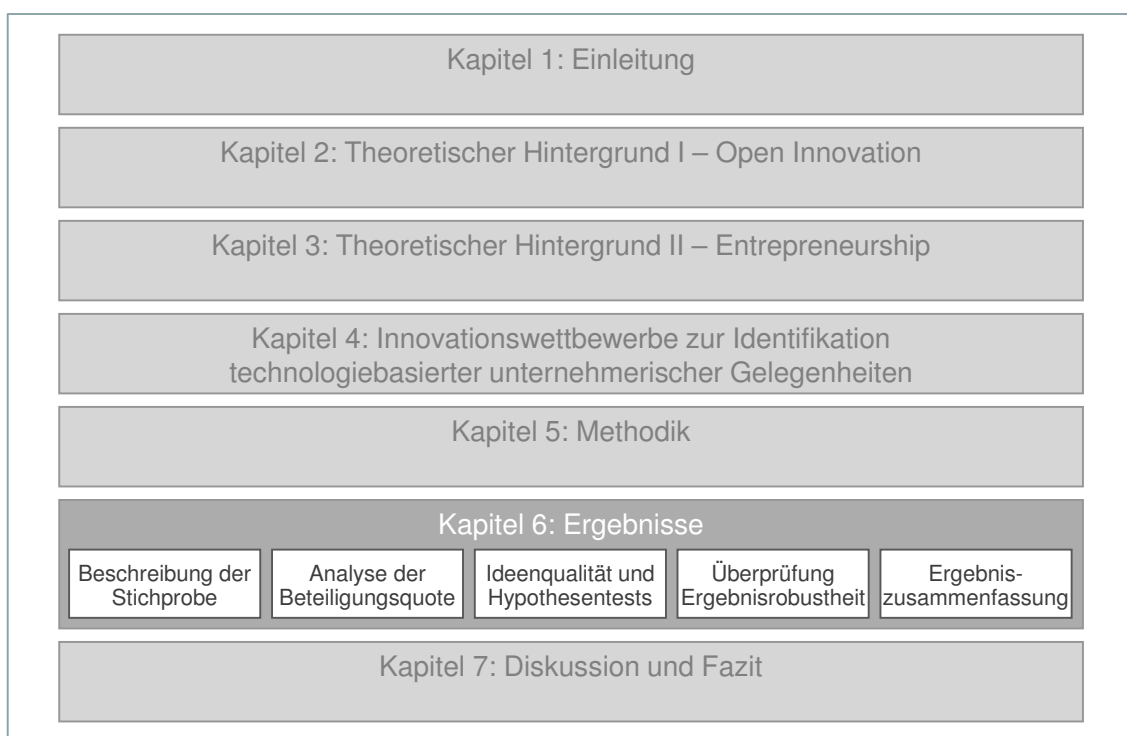 Kapitel 1: Einleitung
Kapitel 2: Theoretischer Hintergrund I – Open Innovation
Kapitel 3: Theoretischer Hintergrund II – Entrepreneurship
Kapitel 4: Innovationswettbewerbe zur Identifikation
technologiebasierter unternehmerischer Gelegenheiten
Kapitel 5: Methodik
Kapitel 6: Ergebnisse
Beschreibung der
Stichprobe
Analyse der
Beteiligungsquote
Ideenqualität und
Hypothesentests
Überprüfung
Ergebnisrobustheit
Ergebnis-
zusammenfassung
Kapitel 7: Diskussion und Fazit